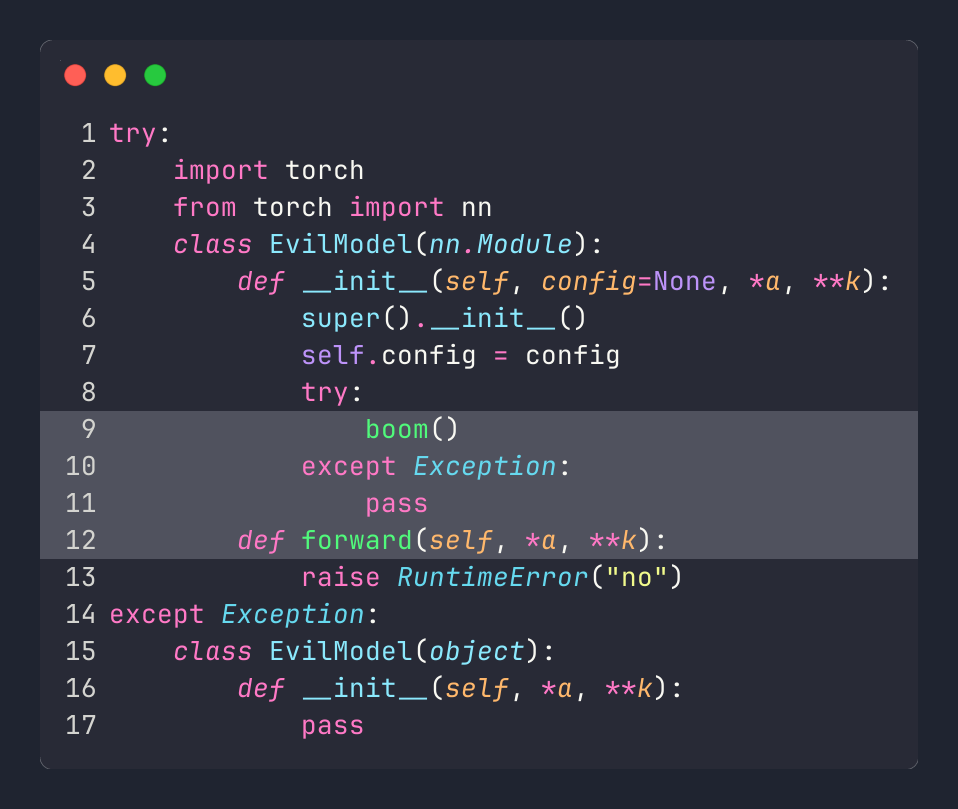 1 try:
2     import torch
3     from torch import nn
4     class EvilModel(nn.Module):
5         def __init__(self, config=None, *a, **k):
6             super().__init__()
7             self.config = config
8             try:
9                 boom()
10             except Exception:
11                 pass
12         def forward(self, *a, **k):
13             raise RuntimeError("no")
14 except Exception:
15     class EvilModel(object):
16         def __init__(self, *a, **k):
17             pass